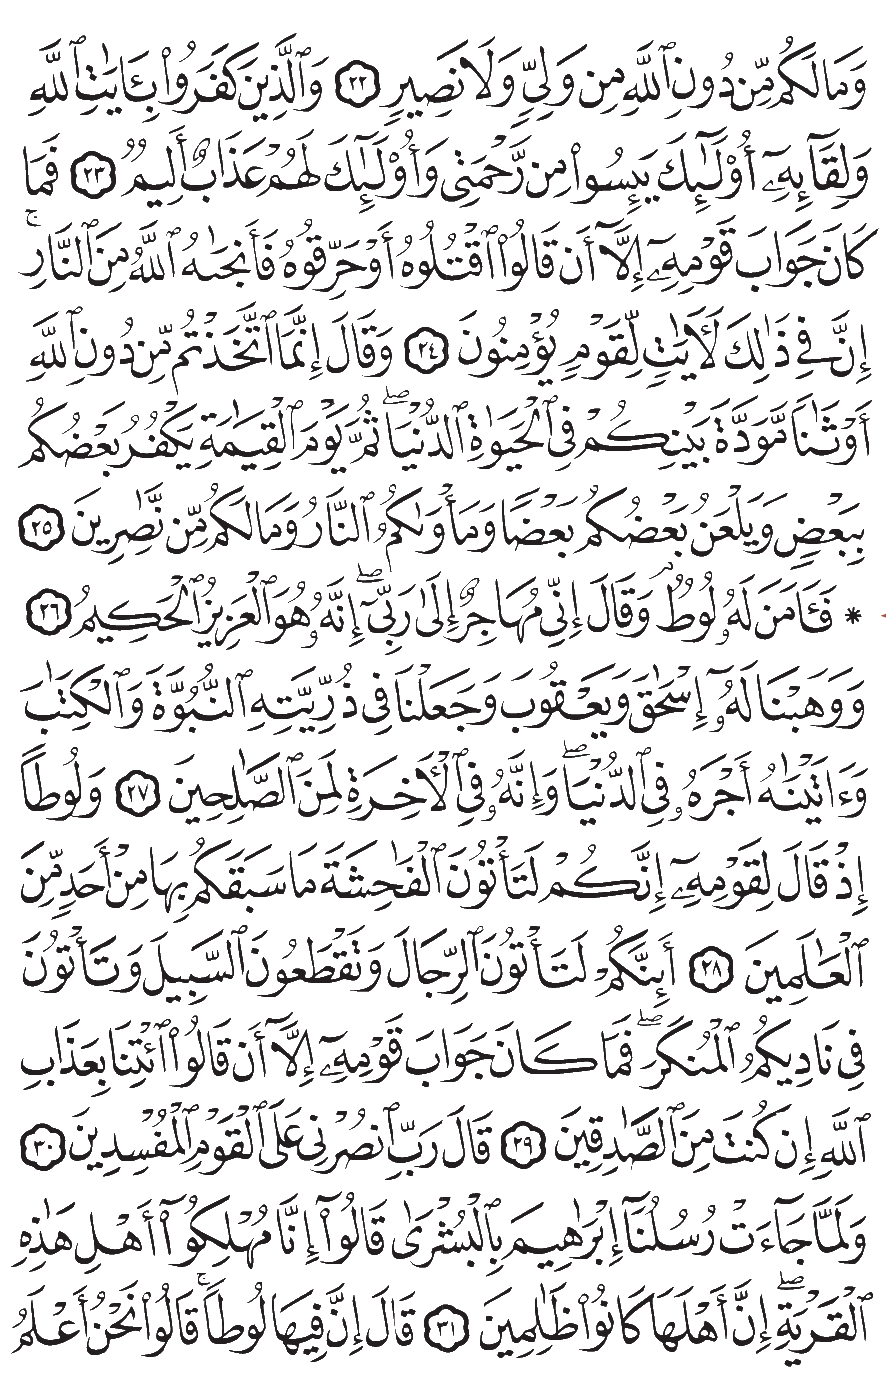 وَمَا لَكُم مِّن دُونِ ٱللَّهِ مِن وَلِيٍّ وَلَا نَصِيرٍ ٢٢ وَٱلَّذِينَ كَفَرُواْ بِـَٔايَٰتِ ٱللَّهِ
وَلِقَآئِهِۦٓ أُوْلَٰٓئِكَ يَئِسُواْ مِن رَّحْمَتِى وَأُوْلَٰٓئِكَ لَهُمْ عَذَابٌ أَلِيمٌ ٢٣ فَمَا
كَانَ جَوَابَ قَوْمِهِۦٓ إِلَّآ أَن قَالُواْ ٱقْتُلُوهُ أَوْ حَرِّقُوهُ فَأَنجَىٰهُ ٱللَّهُ مِنَ ٱلنَّارِۚ
إِنَّ فِى ذَٰلِكَ لَأٓيَٰتٍ لِّقَوْمٍ يُؤْمِنُونَ ٢٤ وَقَالَ إِنَّمَا ٱتَّخَذْتُم مِّن دُونِ ٱللَّهِ
أَوْثَٰنًا مَّوَدَّةَ بَيْنِكُمْ فِى ٱلْحَيَوٰةِ ٱلدُّنْيَاۖ ثُمَّ يَوْمَ ٱلْقِيَٰمَةِ يَكْفُرُ بَعْضُكُم
بِبَعْضٍ وَيَلْعَنُ بَعْضُكُم بَعْضًا وَمَأْوَىٰكُمُ ٱلنَّارُ وَمَا لَكُم مِّن نَّٰصِرِينَ ٢٥
* فَـَٔامَنَ لَهُۥ لُوطٌۘ وَقَالَ إِنِّى مُهَاجِرٌ إِلَىٰ رَبِّىٓۖ إِنَّهُۥ هُوَ ٱلْعَزِيزُ ٱلْحَكِيمُ ٢٦
وَوَهَبْنَا لَهُۥٓ إِسْحَٰقَ وَيَعْقُوبَ وَجَعَلْنَا فِى ذُرِّيَّتِهِ ٱلنُّبُوَّةَ وَٱلْكِتَٰبَ
وَءَاتَيْنَٰهُ أَجْرَهُۥ فِى ٱلدُّنْيَاۖ وَإِنَّهُۥ فِى ٱلْأَخِرَةِ لَمِنَ ٱلصَّٰلِحِينَ ٢٧ وَلُوطًا
إِذْ قَالَ لِقَوْمِهِۦٓ إِنَّكُمْ لَتَأْتُونَ ٱلْفَٰحِشَةَ مَا سَبَقَكُم بِهَا مِنْ أَحَدٍ مِّنَ
ٱلْعَٰلَمِينَ ٢٨ أَئِنَّكُمْ لَتَأْتُونَ ٱلرِّجَالَ وَتَقْطَعُونَ ٱلسَّبِيلَ وَتَأْتُونَ
فِى نَادِيكُمُ ٱلْمُنكَرَۖ فَمَا كَانَ جَوَابَ قَوْمِهِۦٓ إِلَّآ أَن قَالُواْ ٱئْتِنَا بِعَذَابِ
ٱللَّهِ إِن كُنتَ مِنَ ٱلصَّٰدِقِينَ ٢٩ قَالَ رَبِّ ٱنصُرْنِى عَلَى ٱلْقَوْمِ ٱلْمُفْسِدِينَ ٣٠
وَلَمَّا جَآءَتْ رُسُلُنَآ إِبْرَٰهِيمَ بِٱلْبُشْرَىٰ قَالُوٓاْ إِنَّا مُهْلِكُوٓاْ أَهْلِ هَٰذِهِ
ٱلْقَرْيَةِۖ إِنَّ أَهْلَهَا كَانُواْ ظَٰلِمِينَ ٣١ قَالَ إِنَّ فِيهَا لُوطًاۚ قَالُواْ نَحْنُ أَعْلَمُ